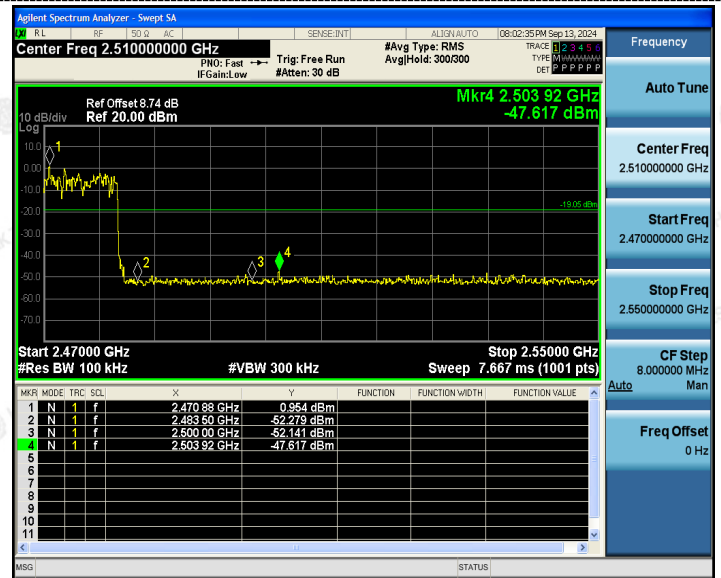 Agilent Spectrum Analyzer - Swept SA
RL RF 50 Ω AC SENSE:INT ALIGN AUTO 08:02:35 PM Sep 13, 2024
Center Freq 2.510000000 GHz
PNO: Fast
IFGain:Low
Trig: Free Run
#Atten: 30 dB
#Avg Type: RMS
Avg|Hold: 300/300
TRACE 1 2 3 4 5 6
TYPE M
DET P P P P P P
Ref Offset 8.74 dB
Ref 20.00 dBm
10 dB/div
Log
Mkr4 2.503 92 GHz
-47.617 dBm
10.0
0.00
-10.0
-20.0
-30.0
-40.0
-50.0
-60.0
-70.0
1
2
3
4
-19.05 dBm
Start 2.47000 GHz Stop 2.55000 GHz
#Res BW 100 kHz #VBW 300 kHz Sweep 7.667 ms (1001 pts)
MKR MODE TRC SCL X Y FUNCTION FUNCTION WIDTH FUNCTION VALUE
1 N 1 f 2.470 88 GHz 0.954 dBm
2 N 1 f 2.483 50 GHz -52.279 dBm
3 N 1 f 2.500 00 GHz -52.141 dBm
4 N 1 f 2.503 92 GHz -47.617 dBm
5
6
7
8
9
10
11
MSG STATUS
Frequency
Auto Tune
Center Freq
2.510000000 GHz
Start Freq
2.470000000 GHz
Stop Freq
2.550000000 GHz
CF Step
8.000000 MHz
Auto Man
Freq Offset
0 Hz